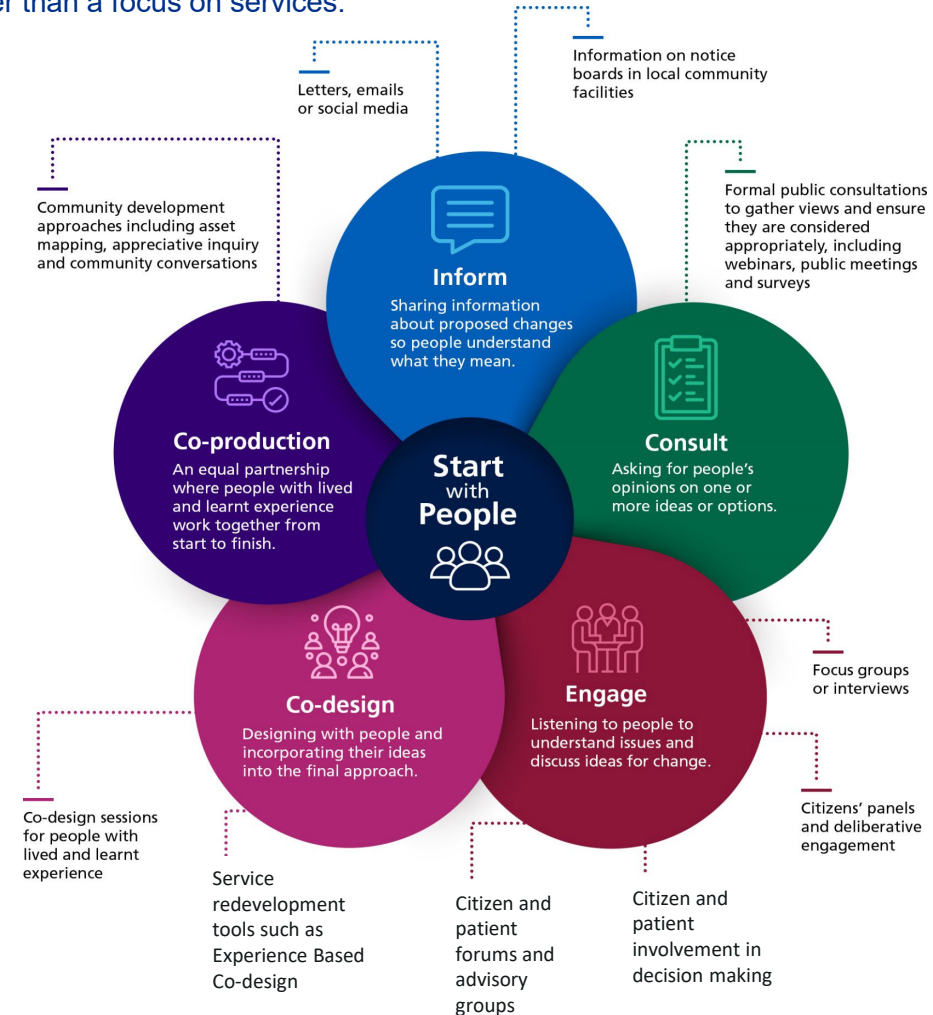 er than a focus on services.
Information on notice
boards in local community
facilities
Letters, emails
or social media
Formal public consultations
to gather views and ensure
they are considered
appropriately, including
webinars, public meetings
and surveys
Community development
approaches including asset
mapping, appreciative inquiry
and community conversations
Inform
Sharing information
about proposed changes
so people understand
what they mean.
Consult
Asking for people’s
opinions on one or
more ideas or options.
Co-production
An equal partnership
where people with lived
and learnt experience
work together from
start to finish.
Start
with
People
Engage
Listening to people to
understand issues and
discuss ideas for change.
Co-design
Designing with people and
incorporating their ideas
into the final approach.
Focus groups
or interviews
Citizens’ panels
and deliberative
engagement
Co-design sessions
for people with
lived and learnt
experience
Service
redevelopment
tools such as
Experience Based
Co-design
Citizen and
patient
forums and
advisory
groups
Citizen and
patient
involvement in
decision making